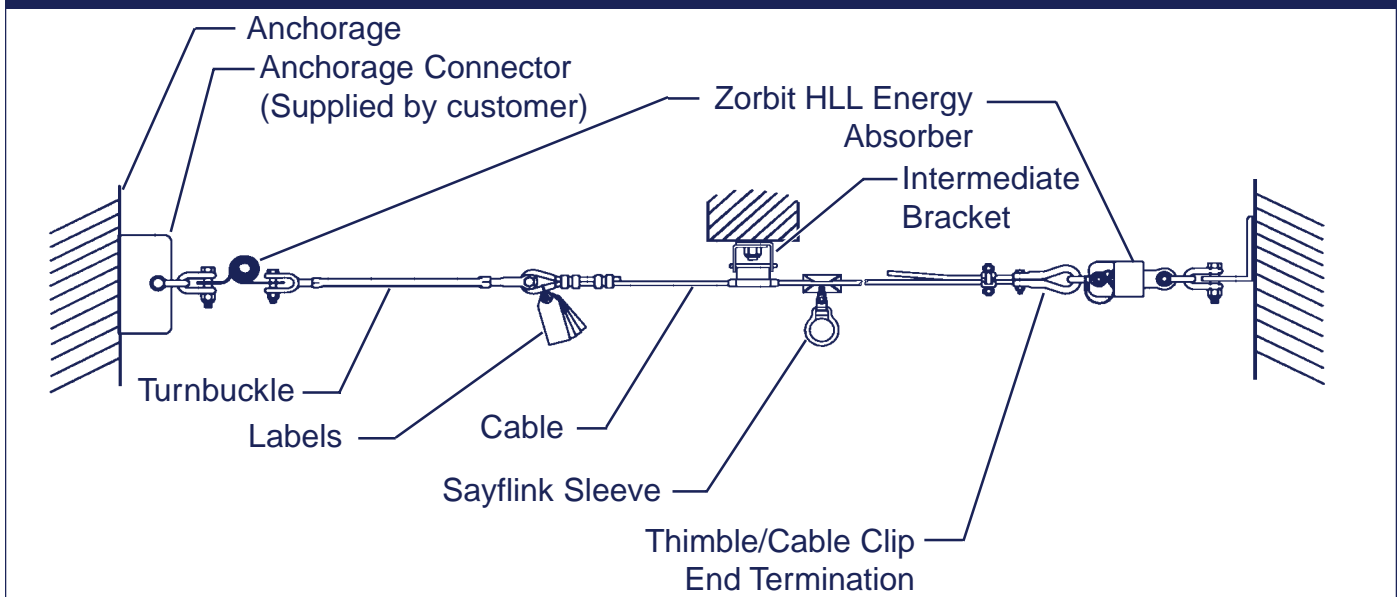 Anchorage
Anchorage Connector
(Supplied by customer)
Zorbit HLL Energy
Absorber
Intermediate
Bracket
Turnbuckle
Labels
Cable
Sayflink Sleeve
Thimble/Cable Clip
End Termination